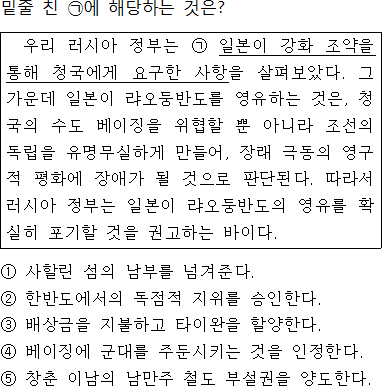 밑줄 친 ㉠에 해당하는 것은?
우리 러시아 정부는 ㉠ 일본이 강화 조약을
통해 청국에게 요구한 사항을 살펴보았다. 그
가운데 일본이 랴오둥반도를 영유하는 것은, 청
국의 수도 베이징을 위협할 뿐 아니라 조선의
독립을 유명무실하게 만들어, 장래 극동의 영구
적 평화에 장애가 될 것으로 판단된다. 따라서
러시아 정부는 일본이 랴오둥반도의 영유를 확
실히 포기할 것을 권고하는 바이다.
① 사할린 섬의 남부를 넘겨준다.
② 한반도에서의 독점적 지위를 승인한다.
③ 배상금을 지불하고 타이완을 할양한다.
④ 베이징에 군대를 주둔시키는 것을 인정한다.
⑤ 창춘 이남의 남만주 철도 부설권을 양도한다.